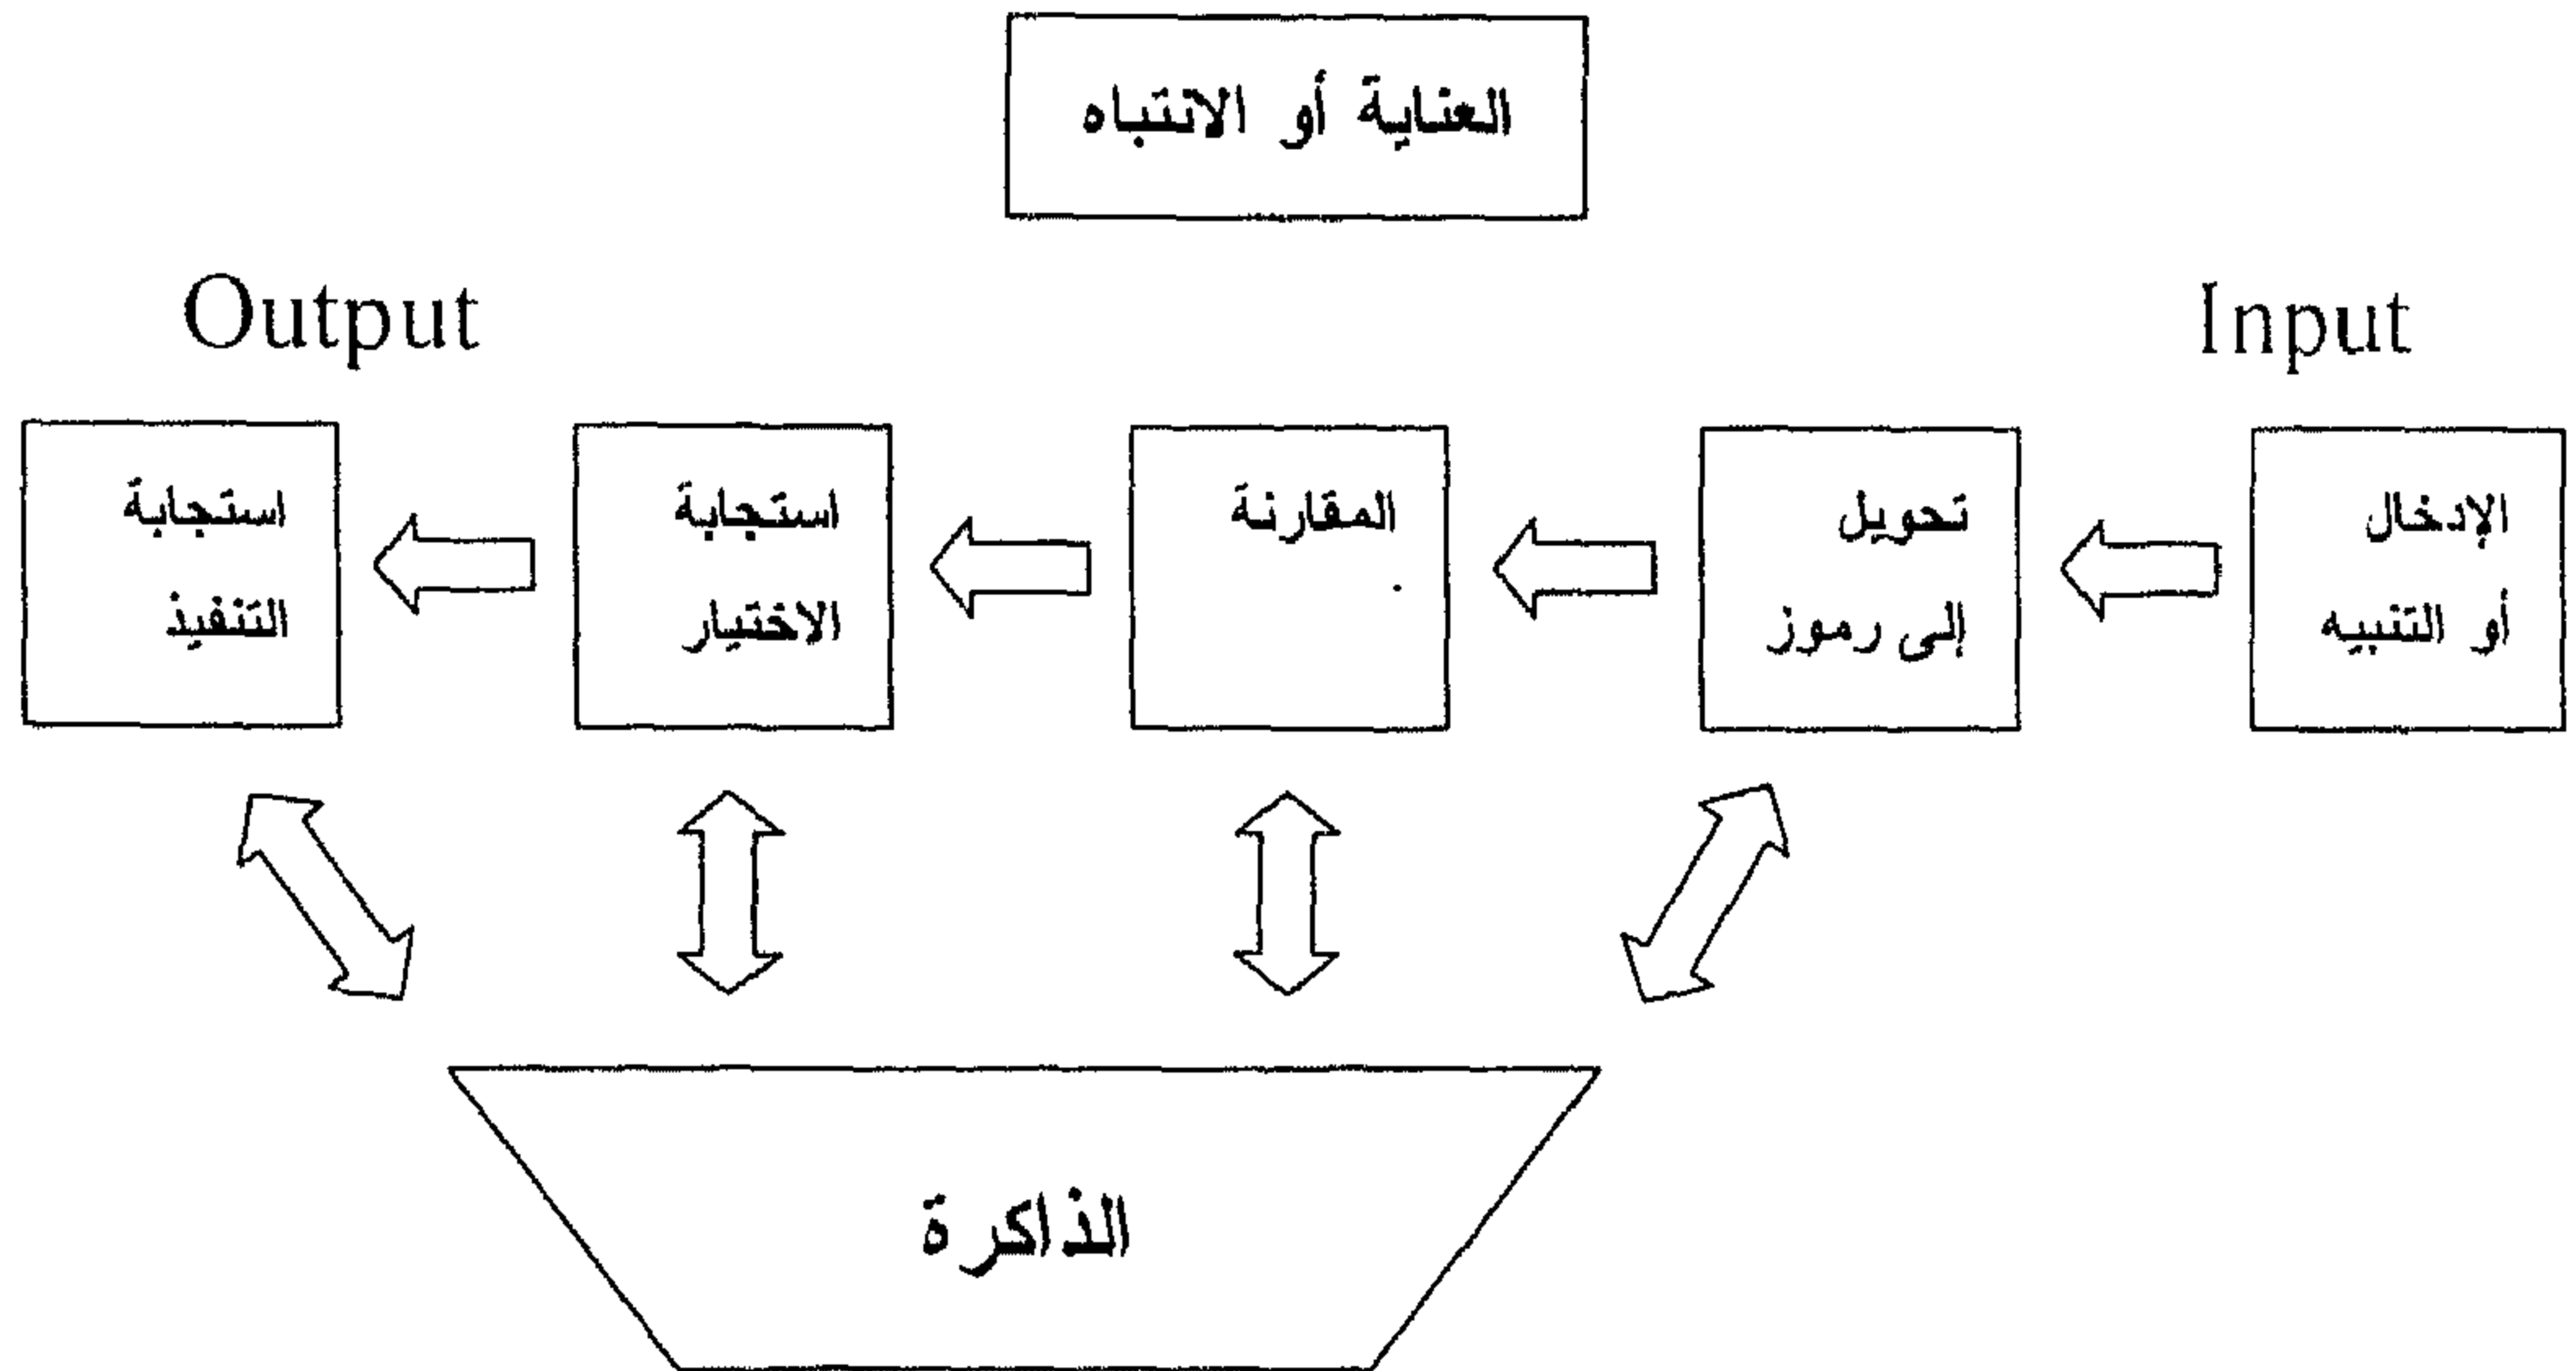 العناية أو الانتباه
Input
Output
الإدخال
أو التنبيه
تحويل
إلى رموز
المقارنة
استجابة
الاختيار
استجابة
التنفيذ
الذاكرة